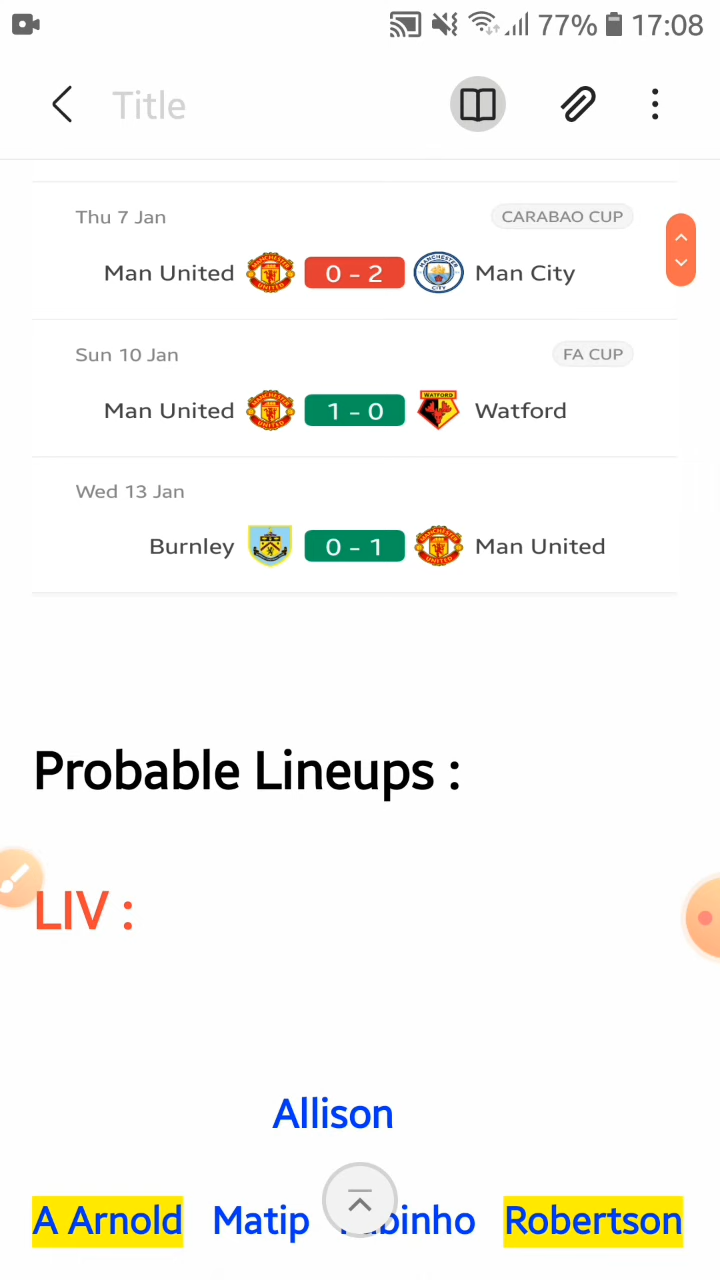 77% 17:08
Title
Thu 7 Jan CARABAO CUP
Man United 0 - 2 Man City
Sun 10 Jan FA CUP
Man United 1 - 0 Watford
Wed 13 Jan
Burnley 0 - 1 Man United
Probable Lineups :
LIV :
Allison
A Arnold Matip Robertson